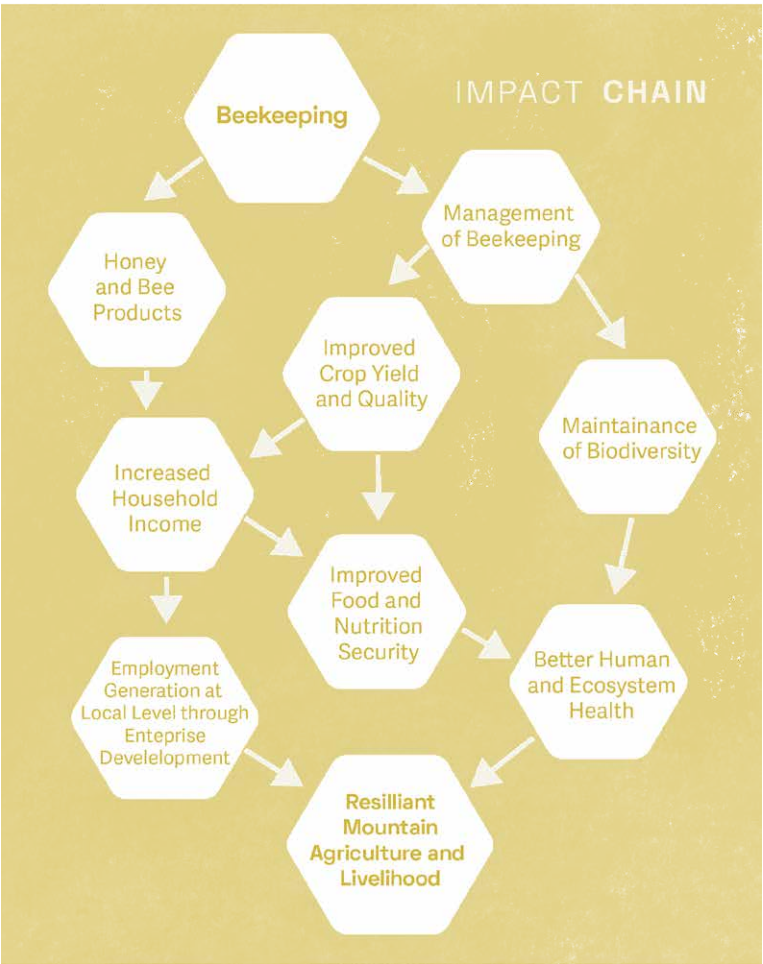 IMPACT CHAIN
Beekeeping
Management
of Beekeeping
Honey
and Bee
Products
Improved
Crop Yield
and Quality
Maintainance
of Biodiversity
Increased
Household
Income
Improved
Food and
Nutrition
Security
Better Human
and Ecosystem
Health
Employment
Generation at
Local Level through
Enteprise
Develelopment
Resilliant
Mountain
Agriculture and
Livelihood